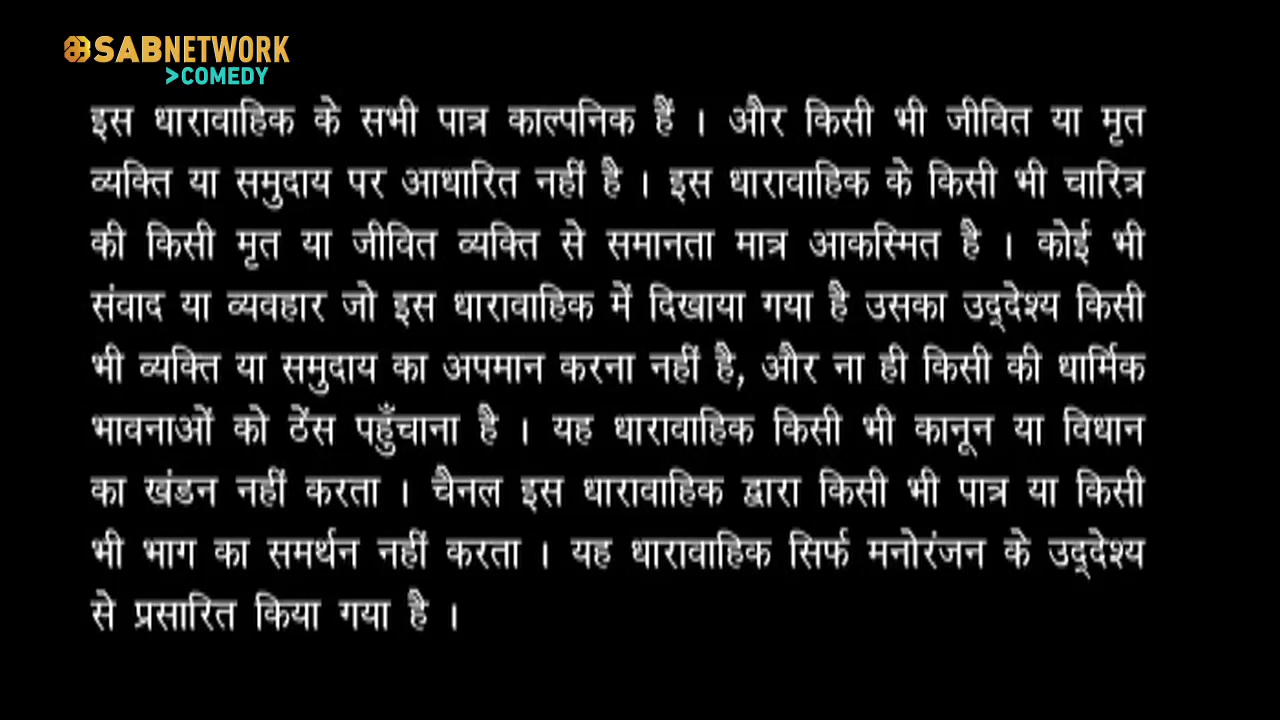 SABNETWORK
>COMEDY
इस धारावाहिक के सभी पात्र काल्पनिक हैं । और किसी भी जीवित या मृत
व्यक्ति या समुदाय पर आधारित नहीं है । इस धारावाहिक के किसी भी चारित्र
की किसी मृत या जीवित व्यक्ति से समानता मात्र आकस्मित है । कोई भी
संवाद या व्यवहार जो इस धारावाहिक में दिखाया गया है उसका उद्देश्य किसी
भी व्यक्ति या समुदाय का अपमान करना नहीं है, और ना ही किसी की धार्मिक
भावनाओं को ठेंस पहुँचाना है । यह धारावाहिक किसी भी कानून या विधान
का खंडन नहीं करता । चैनल इस धारावाहिक द्वारा किसी भी पात्र या किसी
भी भाग का समर्थन नहीं करता । यह धारावाहिक सिर्फ मनोरंजन के उद्देश्य
से प्रसारित किया गया है ।